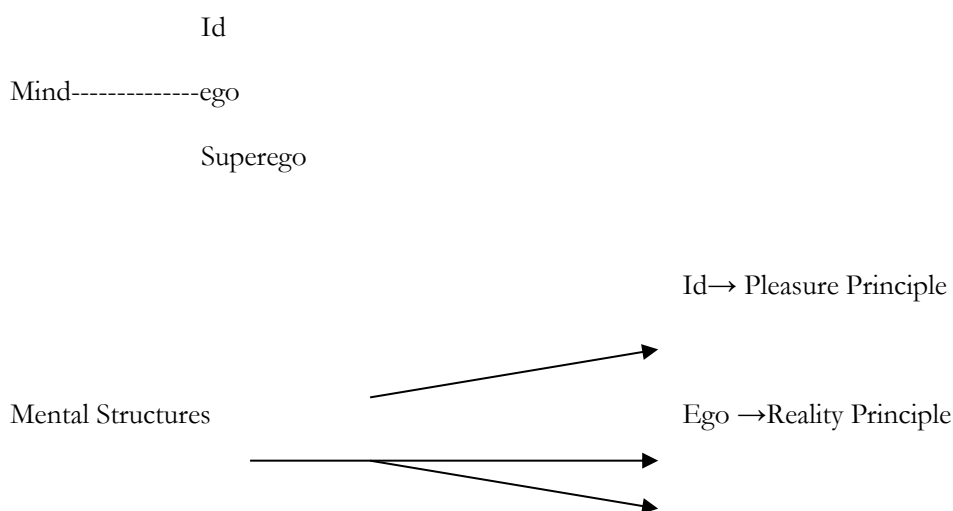 Id
Mind--------------ego
Superego
Id→ Pleasure Principle
Mental Structures Ego →Reality Principle